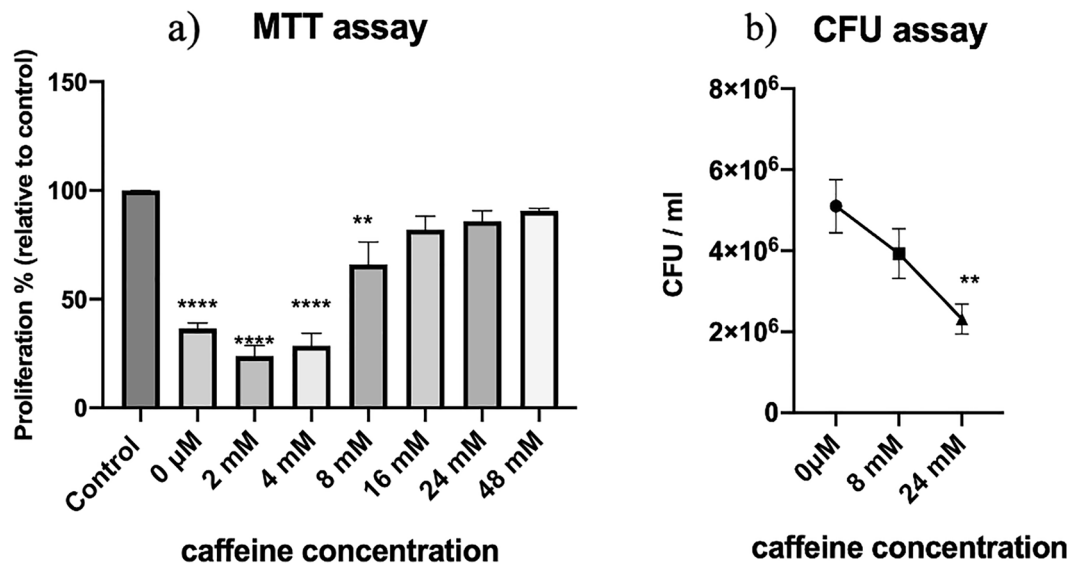 a) MTT assay
Proliferation % (relative to control)
150
100
50
0
****
****
****
**
Control
0 µM
2 mM
4 mM
8 mM
16 mM
24 mM
48 mM
caffeine concentration
b) CFU assay
CFU / ml
8×10⁶
6×10⁶
4×10⁶
2×10⁶
0
**
0µM
8 mM
24 mM
caffeine concentration